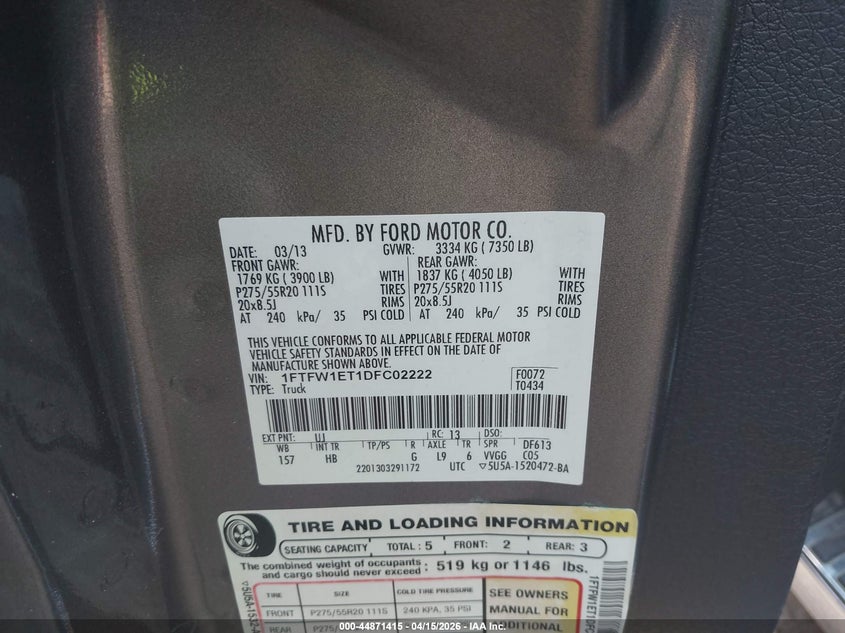 MFD. BY FORD MOTOR CO.
DATE: 03/13 GVWR: 3334 KG ( 7350 LB)
FRONT GAWR: REAR GAWR:
1769 KG ( 3900 LB) WITH 1837 KG ( 4050 LB) WITH
P275/55R20 111S TIRES P275/55R20 111S TIRES
20x8.5J RIMS 20x8.5J RIMS
AT 240 kPa/ 35 PSI COLD AT 240 kPa/ 35 PSI COLD
THIS VEHICLE CONFORMS TO ALL APPLICABLE FEDERAL MOTOR
VEHICLE SAFETY STANDARDS IN EFFECT ON THE DATE OF
MANUFACTURE SHOWN ABOVE.
VIN: 1FTFW1ET1DFC02222 F0072
TYPE: Truck T0434
EXT PNT: UJ RC: 13 DSO:
WB INT TR TP/PS R AXLE TR SPR DF613
157 HB G L9 6 VVGG C05
2201303291172 UTC ▽5U5A-1520472-BA
TIRE AND LOADING INFORMATION
SEATING CAPACITY TOTAL : 5 FRONT: 2 REAR: 3
The combined weight of occupants and cargo should never exceed : 519 kg or 1146 lbs.
TIRE SIZE COLD TIRE PRESSURE SEE OWNERS
FRONT P275/55R20 111S 240 KPA, 35 PSI MANUAL FOR
REAR
000-44871415 | 04/15/2026 - IAA Inc.